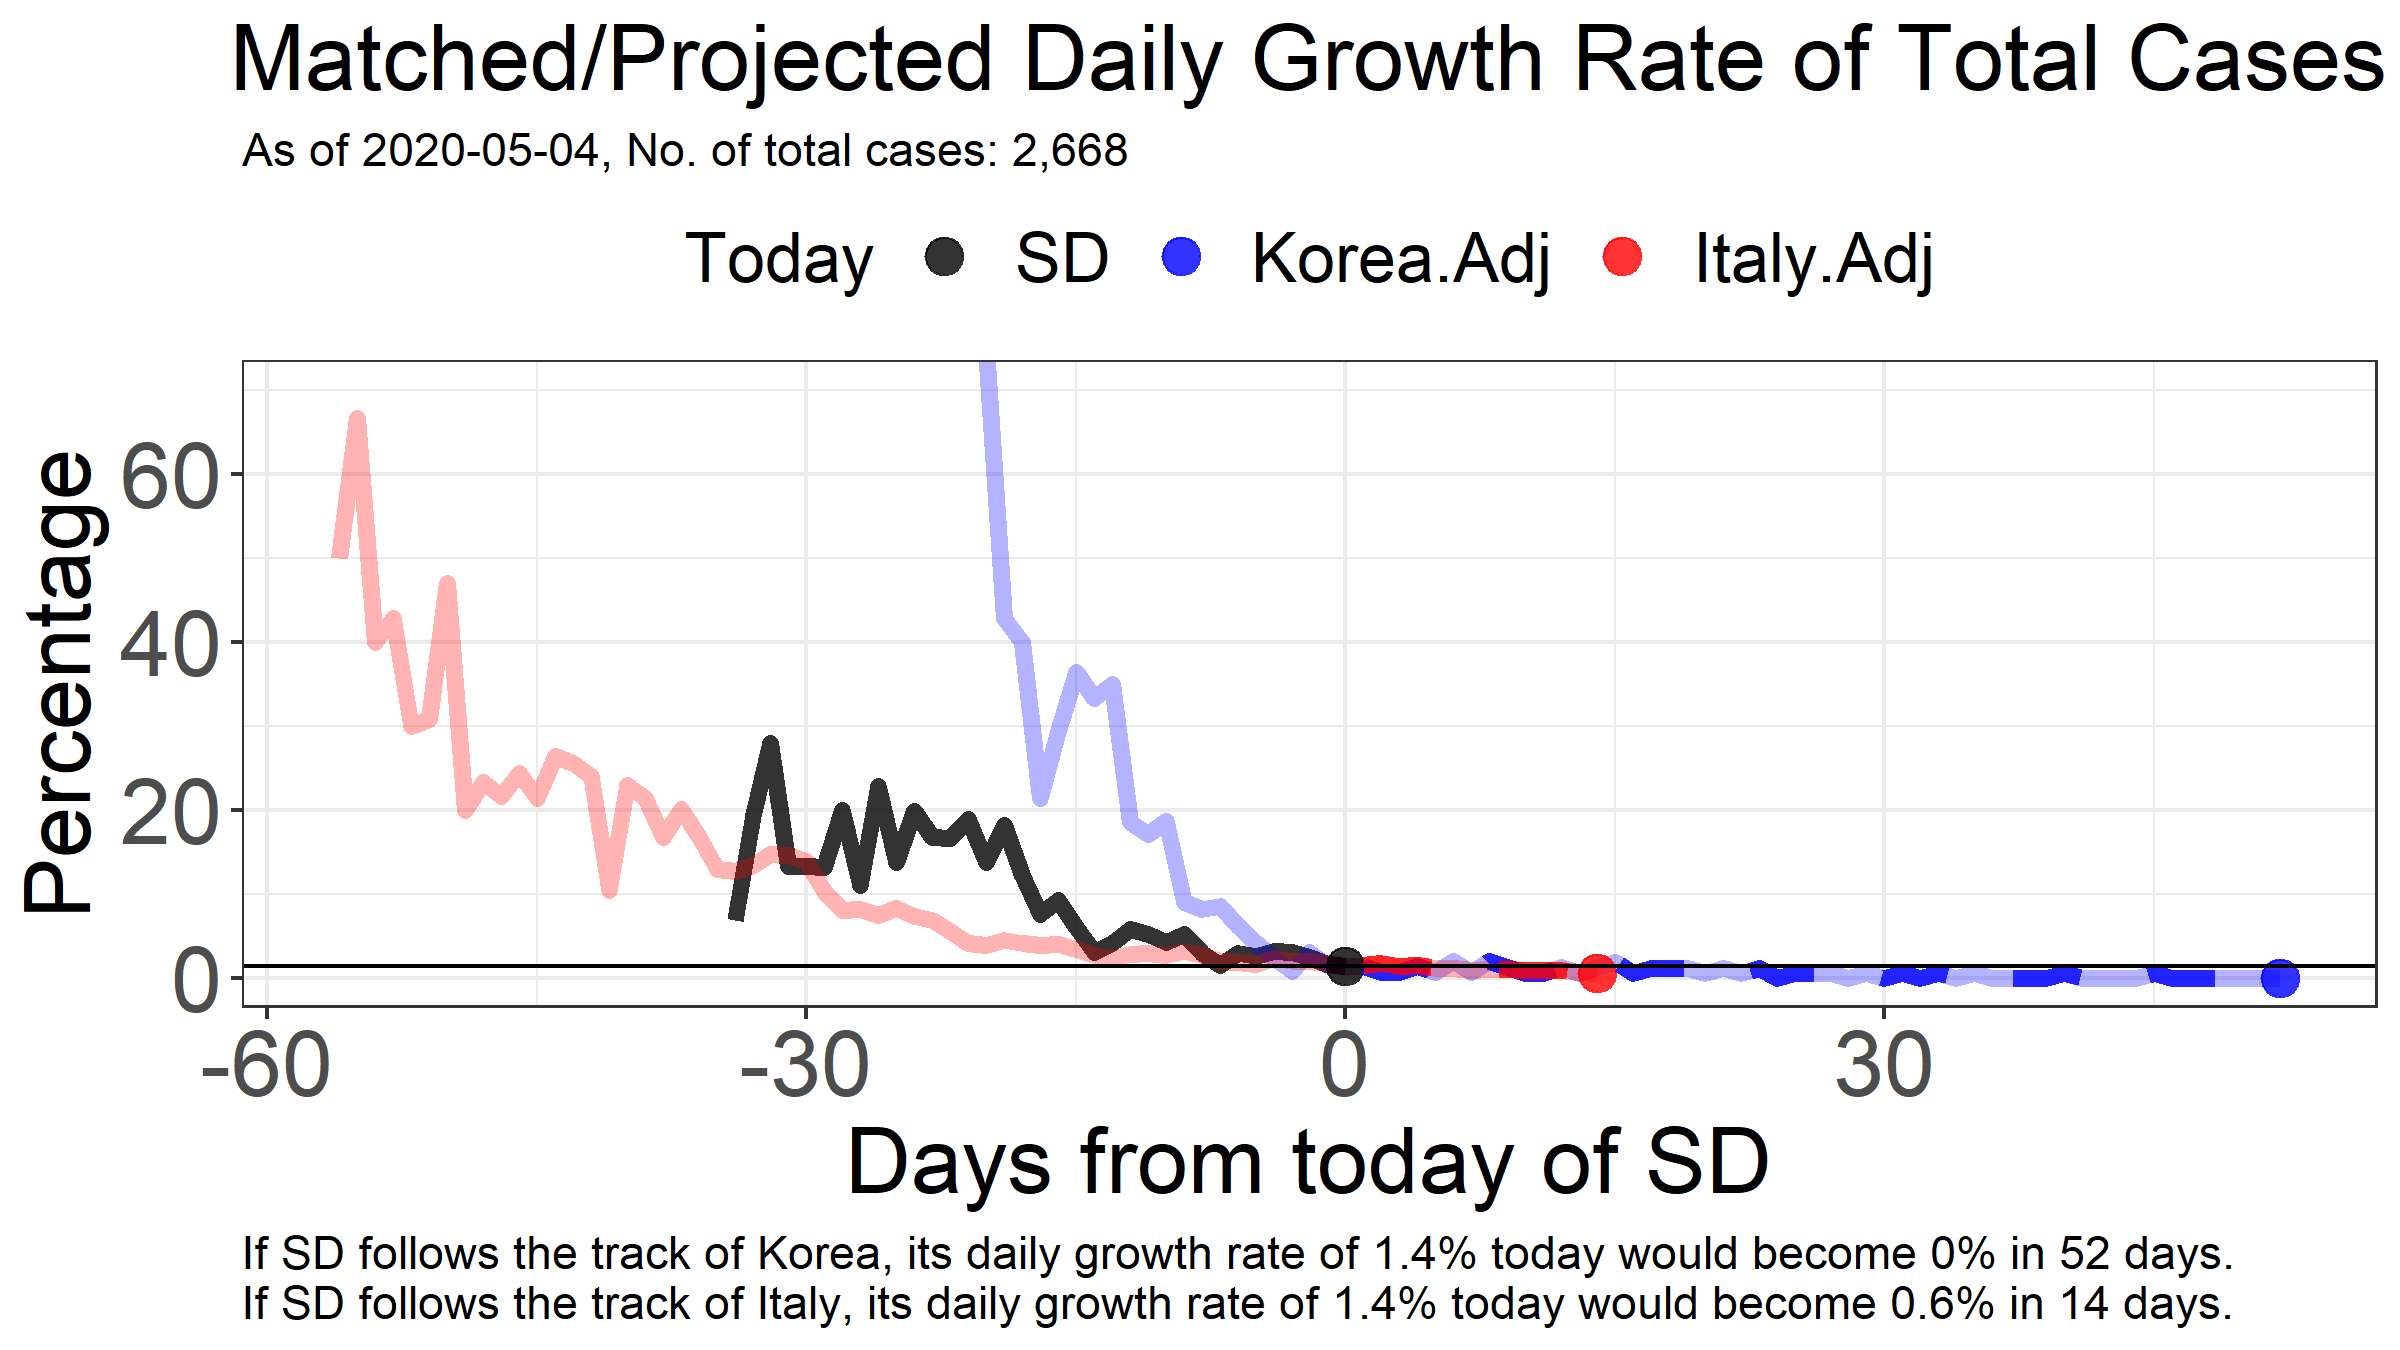 Matched/Projected Daily Growth Rate of Total Cases
As of 2020-05-04, No. of total cases: 2,668
Today SD Korea.Adj Italy.Adj
Percentage
60
40
20
0
-60 -30 0 30
Days from today of SD
If SD follows the track of Korea, its daily growth rate of 1.4% today would become 0% in 52 days.
If SD follows the track of Italy, its daily growth rate of 1.4% today would become 0.6% in 14 days.